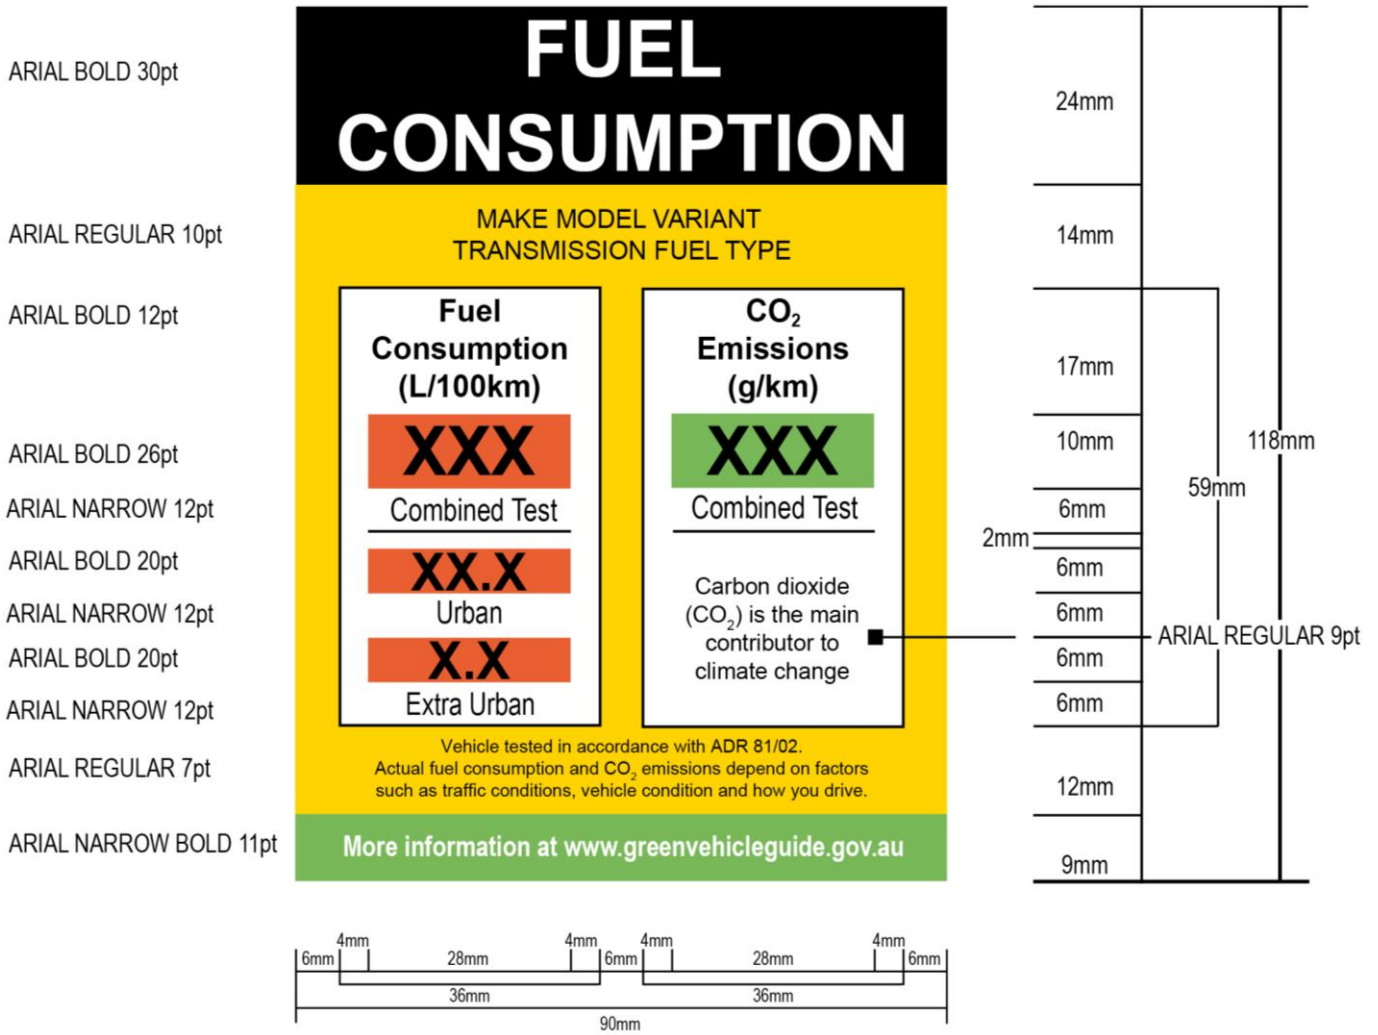 ARIAL BOLD 30pt
ARIAL REGULAR 10pt
ARIAL BOLD 12pt
ARIAL BOLD 26pt
ARIAL NARROW 12pt
ARIAL BOLD 20pt
ARIAL NARROW 12pt
ARIAL BOLD 20pt
ARIAL NARROW 12pt
ARIAL REGULAR 7pt
ARIAL NARROW BOLD 11pt
FUEL
CONSUMPTION
MAKE MODEL VARIANT
TRANSMISSION FUEL TYPE
Fuel
Consumption
(L/100km)
XXX
Combined Test
XX.X
Urban
X.X
Extra Urban
CO₂
Emissions
(g/km)
XXX
Combined Test
Carbon dioxide
(CO₂) is the main
contributor to
climate change
Vehicle tested in accordance with ADR 81/02.
Actual fuel consumption and CO₂ emissions depend on factors
such as traffic conditions, vehicle condition and how you drive.
More information at www.greenvehicleguide.gov.au
24mm
14mm
17mm
10mm
6mm
2mm
6mm
6mm
6mm
6mm
12mm
9mm
59mm
118mm
ARIAL REGULAR 9pt
4mm
4mm
4mm
4mm
6mm
28mm
6mm
28mm
6mm
36mm
36mm
90mm